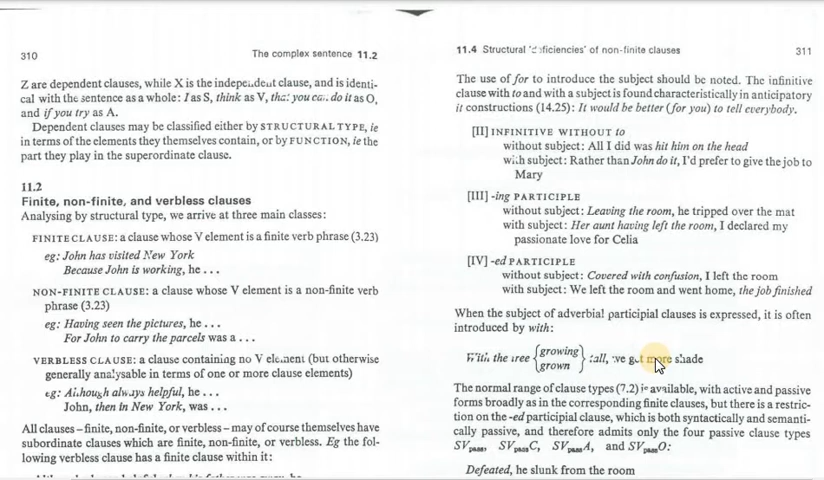 310
The complex sentence 11.2
Z are dependent clauses, while X is the independent clause, and is identi-
cal with the sentence as a whole: I as S, think as V, that you can do it as O,
and if you try as A.
Dependent clauses may be classified either by STRUCTURAL TYPE, ie
in terms of the elements they themselves contain, or by FUNCTION, ie the
part they play in the superordinate clause.
11.2
Finite, non-finite, and verbless clauses
Analysing by structural type, we arrive at three main classes:
FINITE CLAUSE: a clause whose V element is a finite verb phrase (3.23)
eg: John has visited New York
Because John is working, he . . .
NON-FINITE CLAUSE: a clause whose V element is a non-finite verb
phrase (3.23)
eg: Having seen the pictures, he . . .
For John to carry the parcels was a . . .
VERBLESS CLAUSE: a clause containing no V element (but otherwise
generally analysable in terms of one or more clause elements)
eg: Although always helpful, he . . .
John, then in New York, was . . .
All clauses – finite, non-finite, or verbless – may of course themselves have
subordinate clauses which are finite, non-finite, or verbless. Eg the fol-
lowing verbless clause has a finite clause within it:
11.4 Structural 'deficiencies' of non-finite clauses
311
The use of for to introduce the subject should be noted. The infinitive
clause with to and with a subject is found characteristically in anticipatory
it constructions (14.25): It would be better (for you) to tell everybody.
[II] INFINITIVE WITHOUT to
without subject: All I did was hit him on the head
with subject: Rather than John do it, I'd prefer to give the job to
Mary
[III] -ing PARTICIPLE
without subject: Leaving the room, he tripped over the mat
with subject: Her aunt having left the room, I declared my
passionate love for Celia
[IV] -ed PARTICIPLE
without subject: Covered with confusion, I left the room
with subject: We left the room and went home, the job finished
When the subject of adverbial participial clauses is expressed, it is often
introduced by with:
With the tree {growing
grown} tall, we get more shade
The normal range of clause types (7.2) is available, with active and passive
forms broadly as in the corresponding finite clauses, but there is a restric-
tion on the -ed participial clause, which is both syntactically and semanti-
cally passive, and therefore admits only the four passive clause types
SVpass, SVpassC, SVpassA, and SVpassO:
Defeated, he slunk from the room